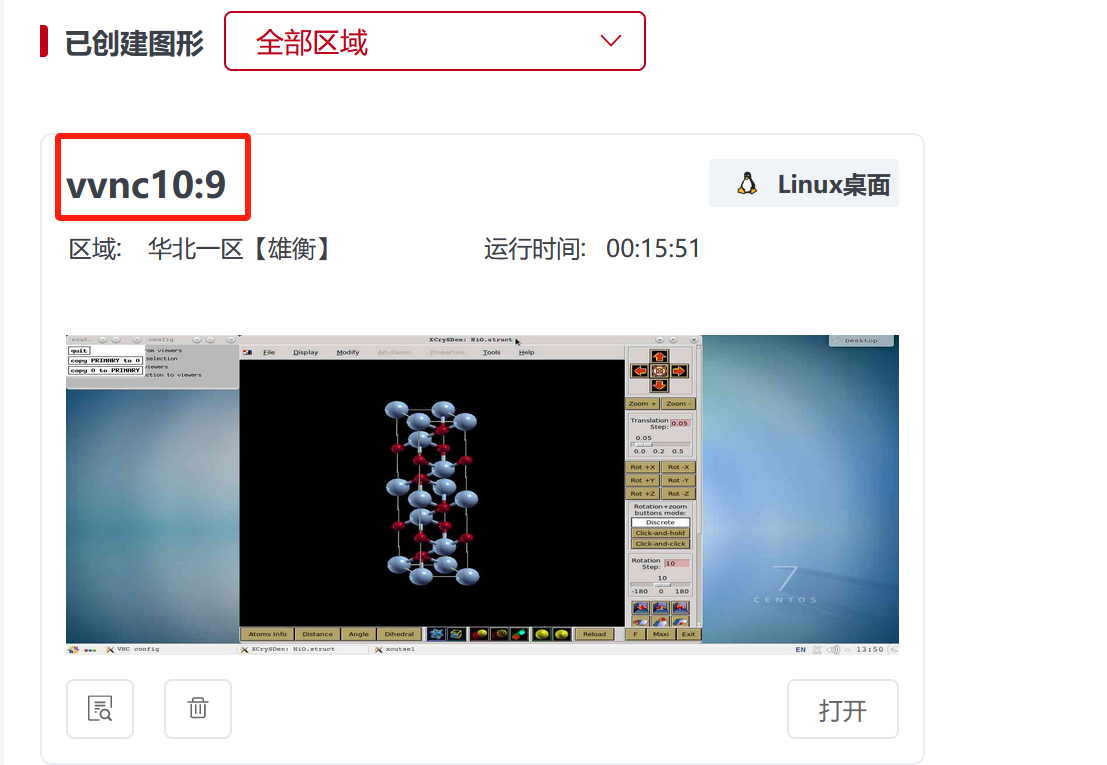 已创建图形
全部区域
vvnc10:9
Linux桌面
区域: 华北一区【雄衡】
运行时间: 00:15:51
xcut...
config
quit
copy PRIMARY to 0
copy 0 to PRIMARY
om viewers
selection
iewers
ction to viewers
XCrySDen: NiO.struct
File Display Modify AdvGeom Properties Tools Help
Desktop
Zoom + Zoom -
Translation
Step: 0.05
0.05
0.0 0.2 0.5
Rot +X Rot -X
Rot +Y Rot -Y
Rot +Z Rot -Z
Rotation+zoom
buttons mode:
Discrete
Click-and-hold
Click-and-click
Rotation
Step: 10
10
-180 0 180
7
CENTOS
Atoms Info Distance Angle Dihedral Reload F Maxi Exit
VNC config XCrySDen: NiO.struct xcutsel EN 13:50
打开